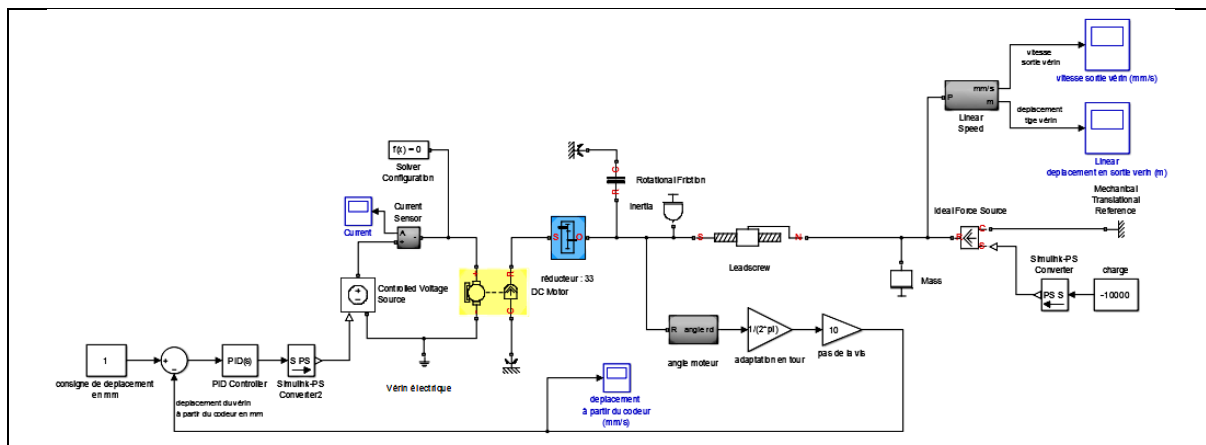 vitesse
sortie vérin
vitesse sortie vérin (mm/s)
mm/s
P
m
Linear
Speed
deplacement
tige vérin
Linear
deplacement en sortie verin (m)
f(x) = 0
Solver
Configuration
Current
Sensor
Current
A
-
+
Controlled Voltage
Source
Rotational Friction
C
R
Inertia
S
O
réducteur : 33
DC Motor
R
C
+
-
S
N
Leadscrew
Mass
Ideal Force Source
R
C
S
Mechanical
Translational
Reference
Simulink-PS
Converter
PS S
charge
-10000
R angle rd
angle moteur
1/(2*pi)
adaptation en tour
10
pas de la vis
1
consigne de deplacement
en mm
+
-
PID(s)
PID Controller
S PS
Simulink-PS
Converter2
Vérin électrique
deplacement du vérin
à partir du codeur en mm
deplacement
à partir du codeur
(mm/s)